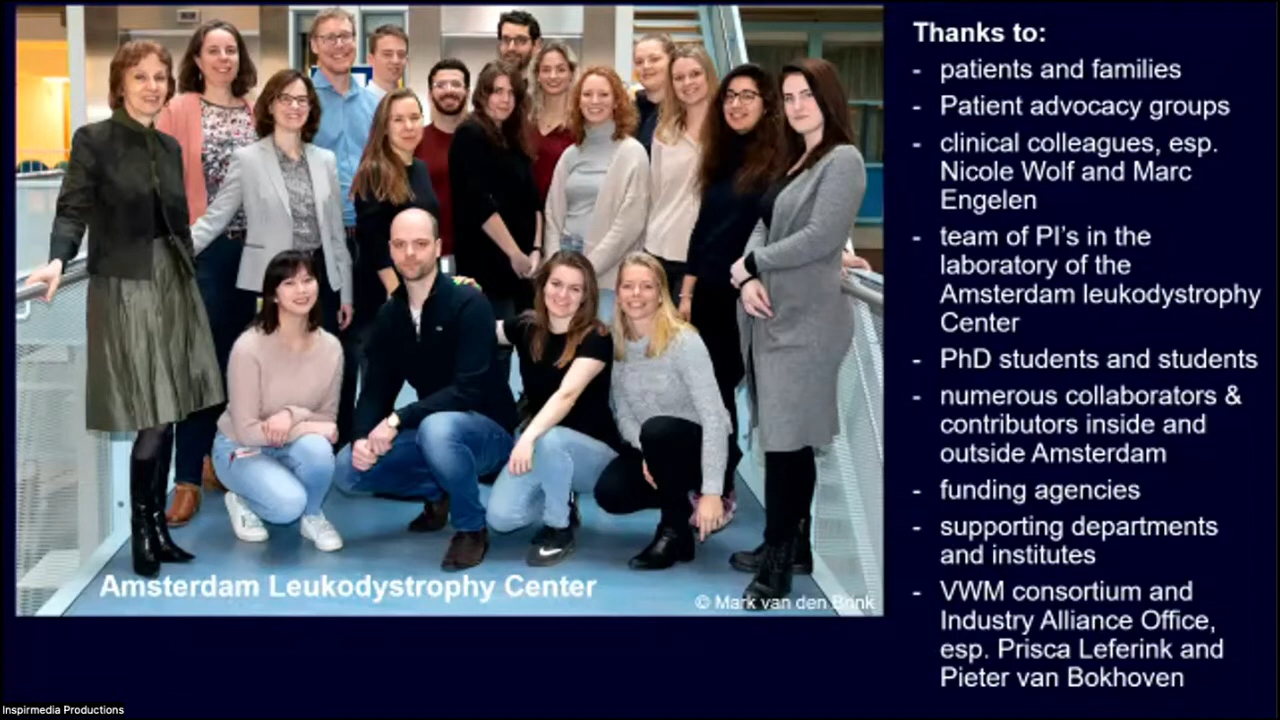 Thanks to:
- patients and families
- Patient advocacy groups
- clinical colleagues, esp.
Nicole Wolf and Marc
Engelen
- team of PI's in the
laboratory of the
Amsterdam leukodystrophy
Center
- PhD students and students
- numerous collaborators &
contributors inside and
outside Amsterdam
- funding agencies
- supporting departments
and institutes
- VWM consortium and
Industry Alliance Office,
esp. Prisca Leferink and
Pieter van Bokhoven
Amsterdam Leukodystrophy Center
© Mark van den Brink
Inspirmedia Productions